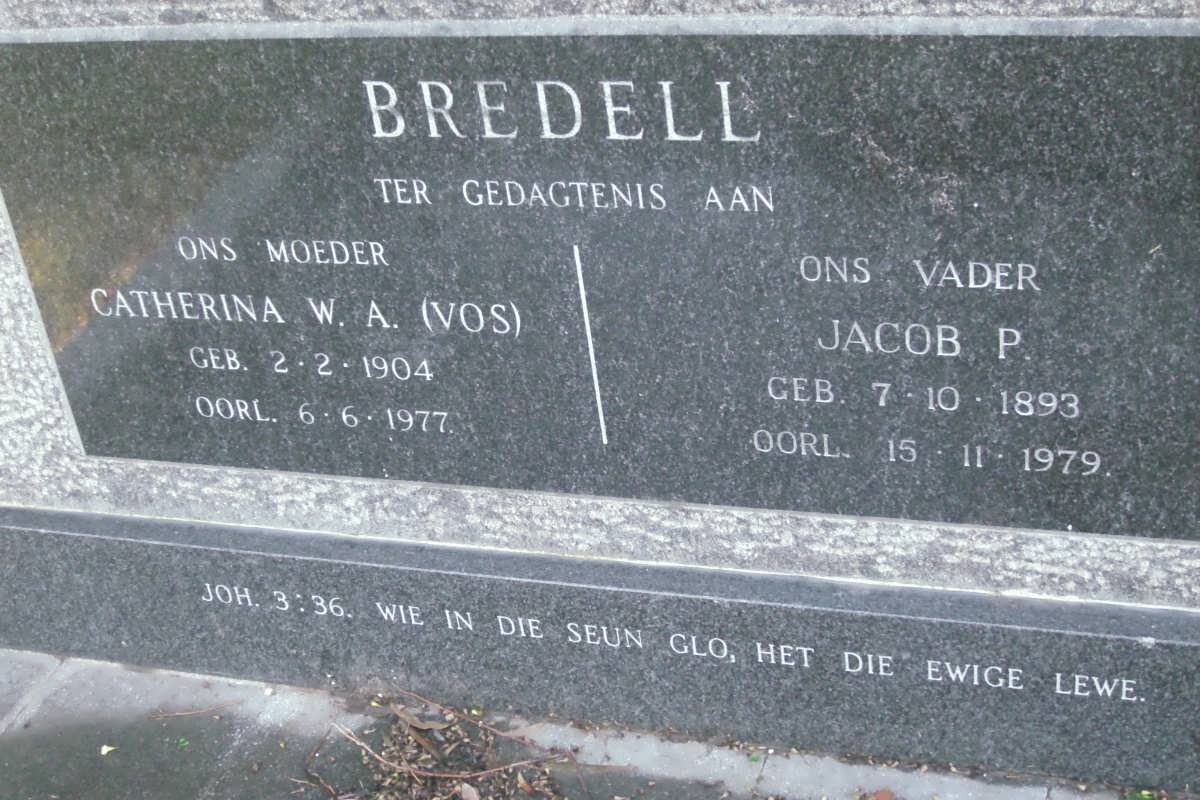 BREDELL
TER GEDAGTENIS AAN
ONS MOEDER
CATHERINA W. A. (VOS)
GEB. 2·2·1904
OORL. 6·6·1977.
ONS VADER
JACOB P.
GEB. 7·10·1893
OORL. 15·11·1979.
JOH. 3:36. WIE IN DIE SEUN GLO, HET DIE EWIGE LEWE.